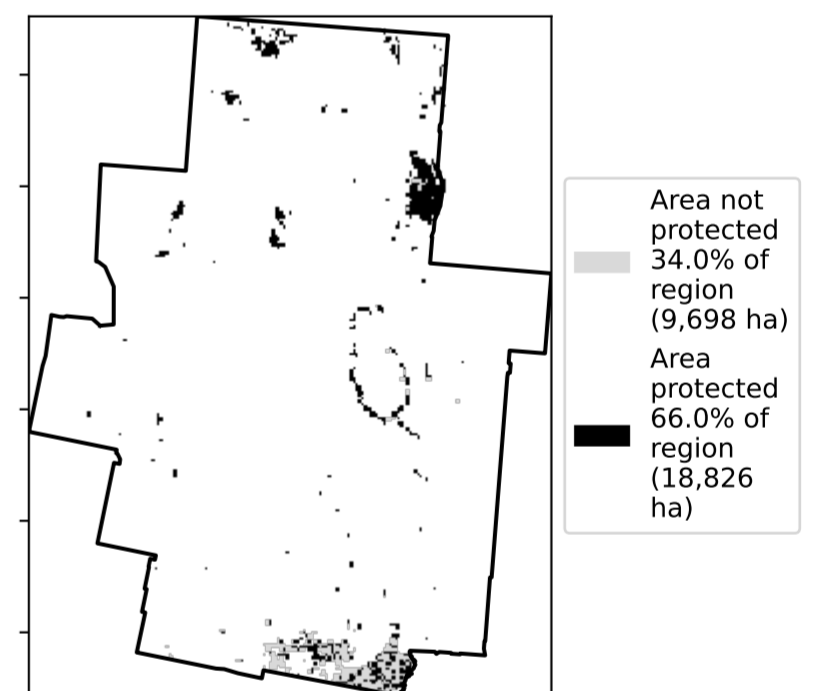 Area not
protected
34.0% of
region
(9,698 ha)
Area
protected
66.0% of
region
(18,826
ha)